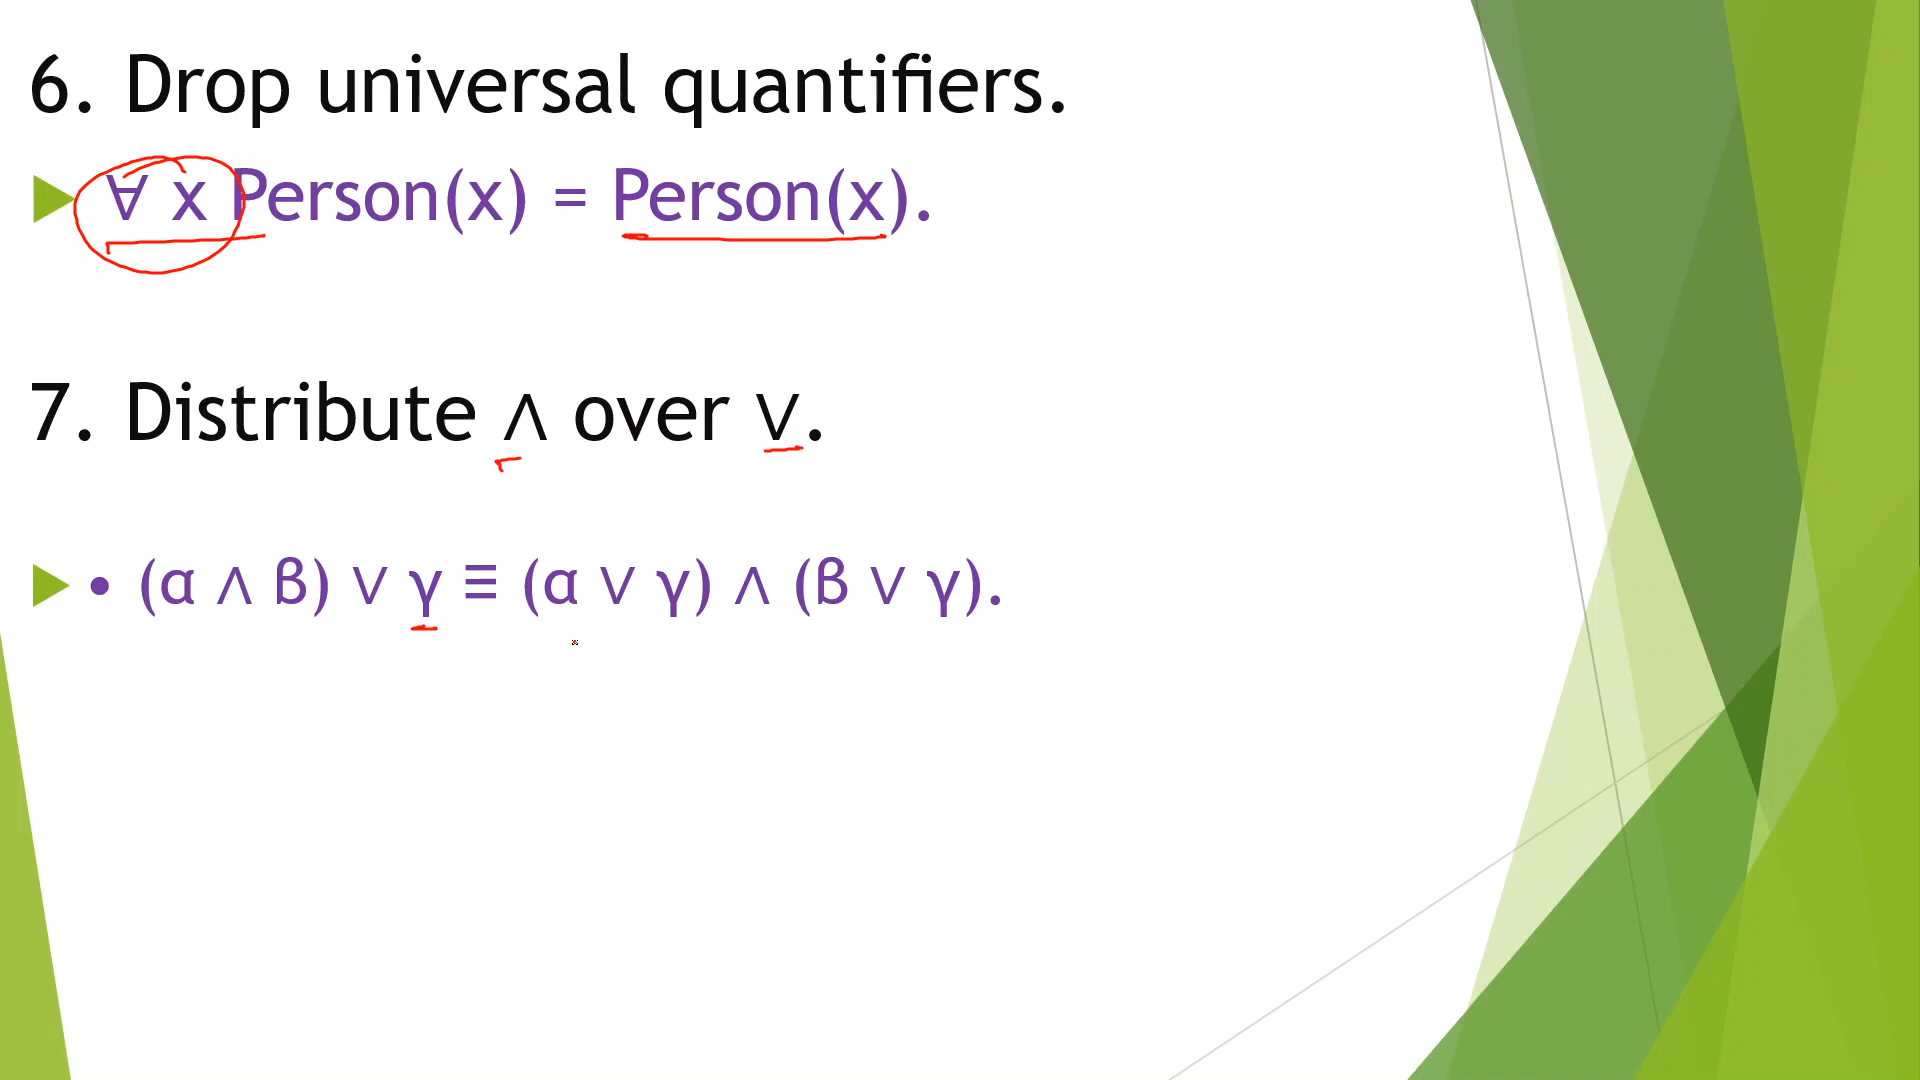 6. Drop universal quantifiers.
∀ x Person(x) = Person(x).
7. Distribute ∧ over ∨.
• (α ∧ β) ∨ γ ≡ (α ∨ γ) ∧ (β ∨ γ).